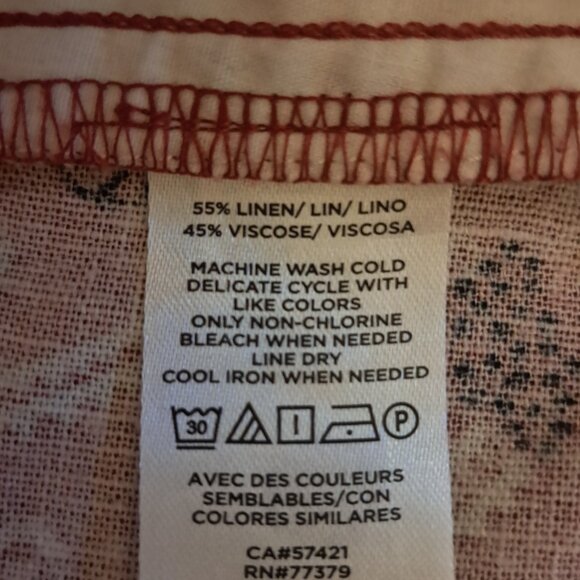 55% LINEN/ LIN/ LINO
45% VISCOSE/ VISCOSA
MACHINE WASH COLD
DELICATE CYCLE WITH
LIKE COLORS
ONLY NON-CHLORINE
BLEACH WHEN NEEDED
LINE DRY
COOL IRON WHEN NEEDED
30 P
AVEC DES COULEURS
SEMBLABLES/CON
COLORES SIMILARES
CA#57421
RN#77379